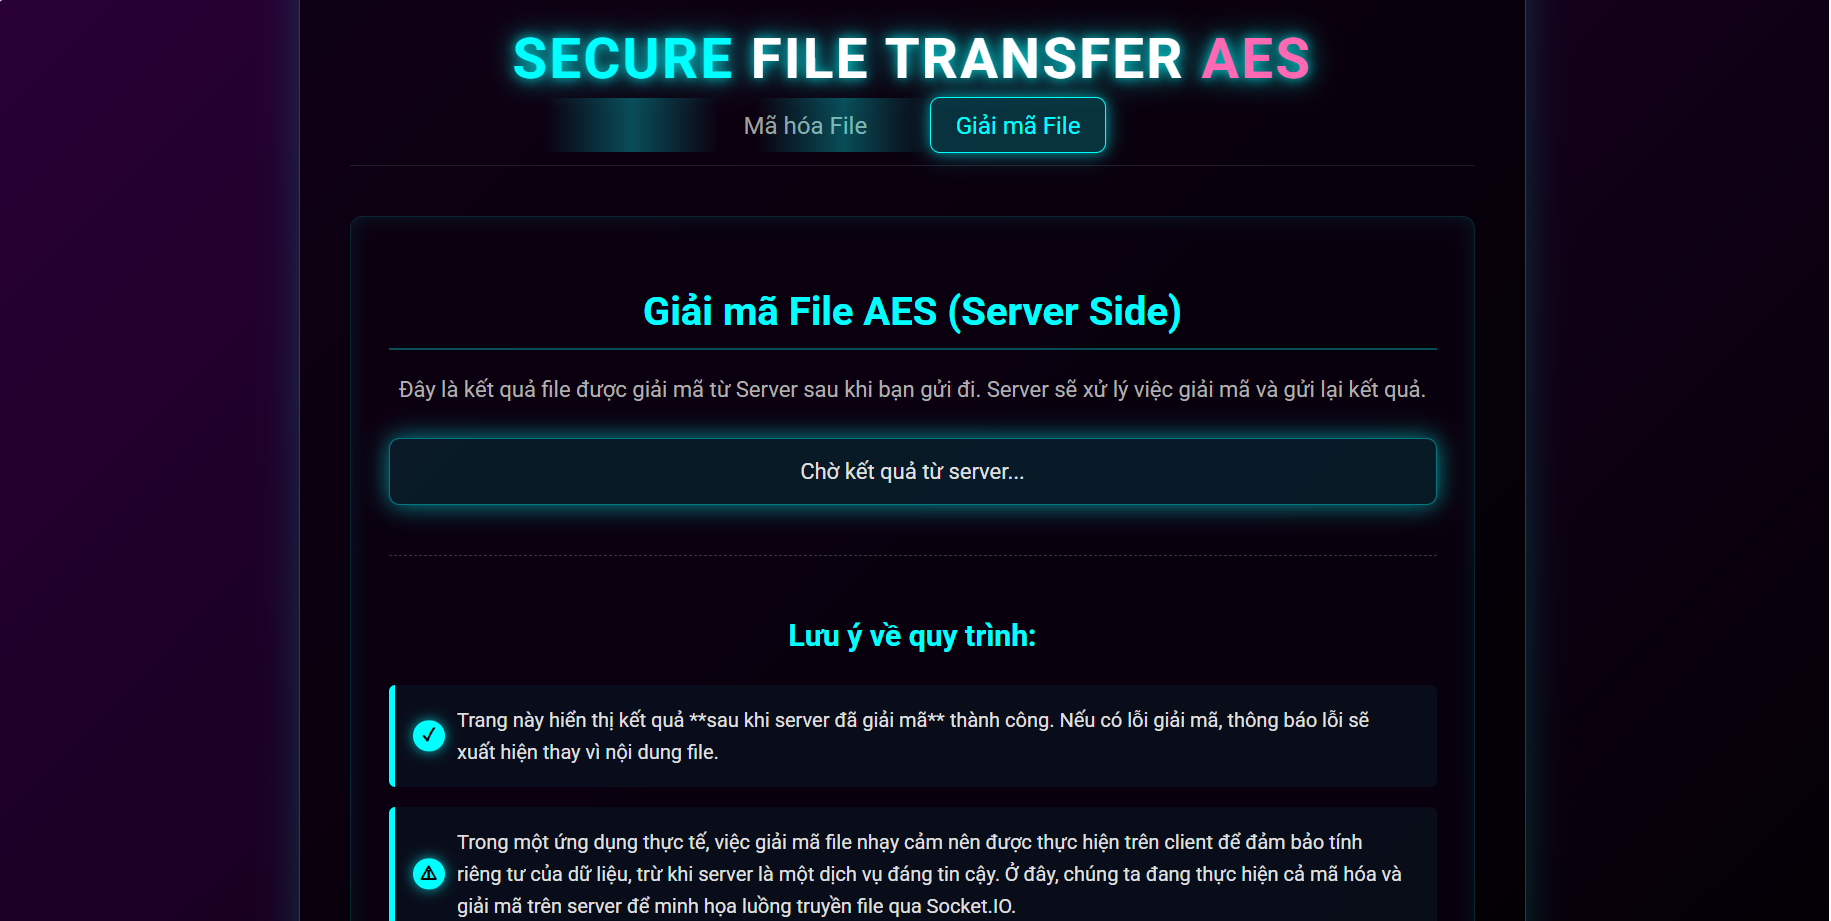 SECURE FILE TRANSFER AES
Mã hóa File
Giải mã File
Giải mã File AES (Server Side)
Đây là kết quả file được giải mã từ Server sau khi bạn gửi đi. Server sẽ xử lý việc giải mã và gửi lại kết quả.
Chờ kết quả từ server...
Lưu ý về quy trình:
Trang này hiển thị kết quả **sau khi server đã giải mã** thành công. Nếu có lỗi giải mã, thông báo lỗi sẽ
xuất hiện thay vì nội dung file.
Trong một ứng dụng thực tế, việc giải mã file nhạy cảm nên được thực hiện trên client để đảm bảo tính
riêng tư của dữ liệu, trừ khi server là một dịch vụ đáng tin cậy. Ở đây, chúng ta đang thực hiện cả mã hóa và
giải mã trên server để minh họa luồng truyền file qua Socket.IO.